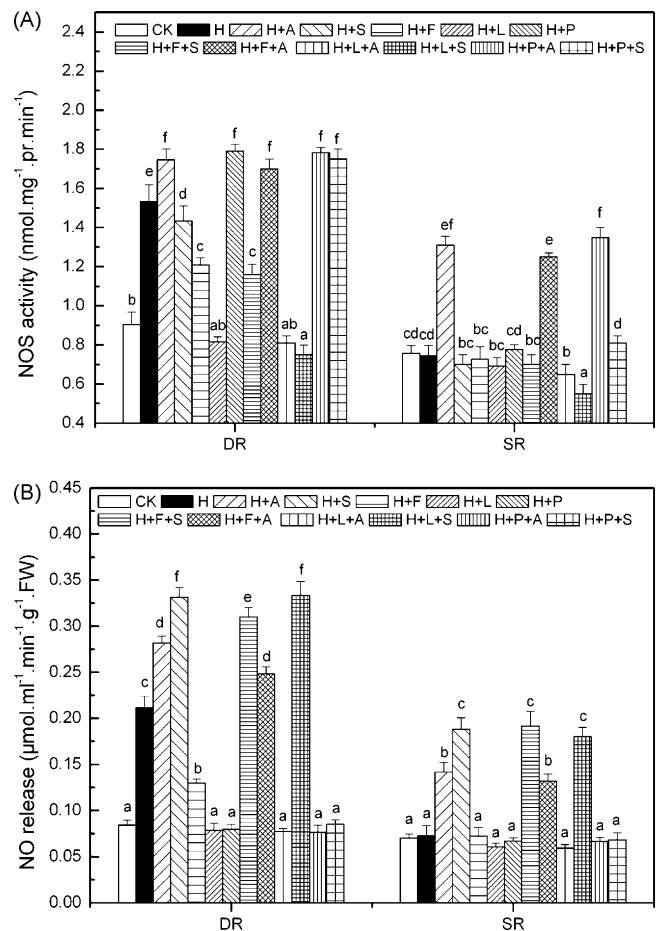 (A)
CK H H+A H+S H+F H+L H+P
H+F+S H+F+A H+L+A H+L+S H+P+A H+P+S
NOS activity (nmol.mg⁻¹.pr.min⁻¹)
2.4
2.2
2.0
1.8
1.6
1.4
1.2
1.0
0.8
0.6
0.4
b e f d c ab f c f ab a f f
cd cd ef bc bc bc cd bc e b a f d
DR SR
(B)
CK H H+A H+S H+F H+L H+P
H+F+S H+F+A H+L+A H+L+S H+P+A H+P+S
NO release (μmol.ml⁻¹.min⁻¹.g⁻¹.FW)
0.45
0.40
0.35
0.30
0.25
0.20
0.15
0.10
0.05
0.00
a c d f b a a e d a f a a
a a b c a a a c b a c a a
DR SR